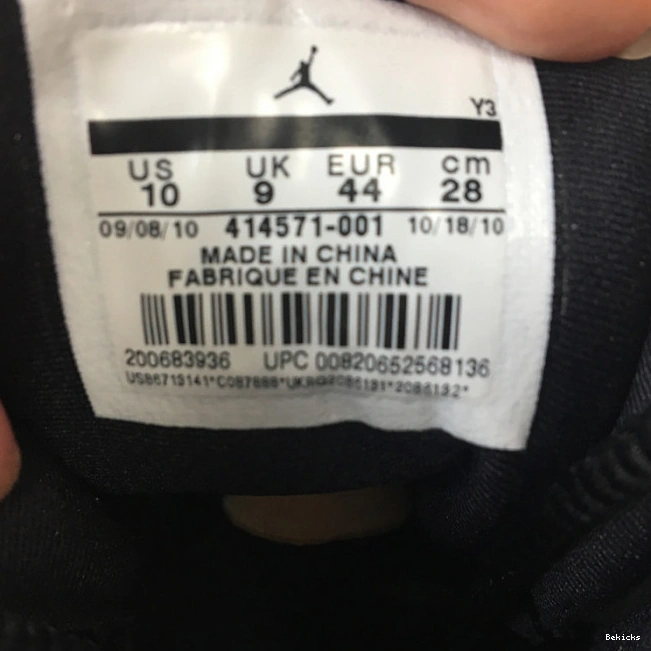 Y3
US UK EUR cm
10 9 44 28
09/08/10 414571-001 10/18/10
MADE IN CHINA
FABRIQUE EN CHINE
200683936 UPC 00820652568136
Bekicks